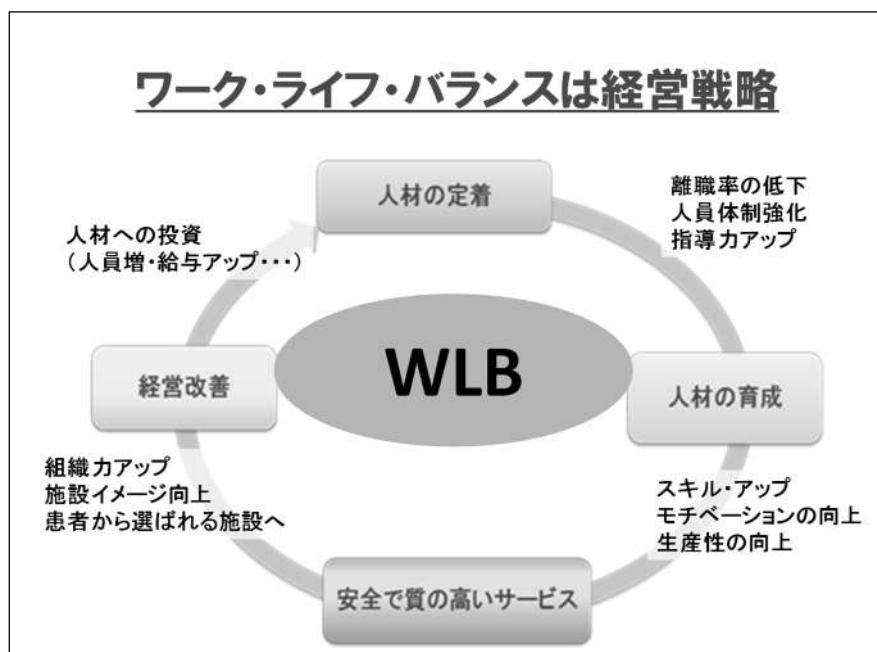 ワーク・ライフ・バランスは経営戦略
人材の定着
離職率の低下
人員体制強化
指導力アップ
人材への投資
(人員増・給与アップ・・・)
WLB
経営改善
人材の育成
組織力アップ
施設イメージ向上
患者から選ばれる施設へ
スキル・アップ
モチベーションの向上
生産性の向上
安全で質の高いサービス